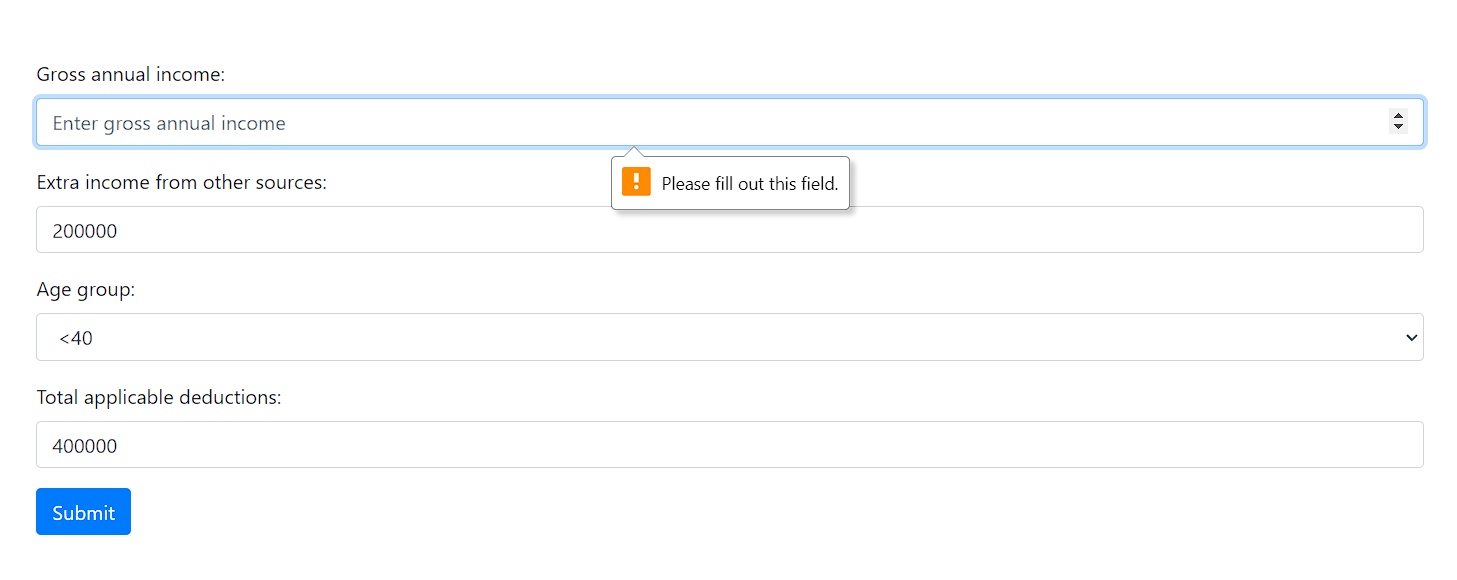 Gross annual income:
Enter gross annual income
Please fill out this field.
Extra income from other sources:
200000
Age group:
<40
Total applicable deductions:
400000
Submit